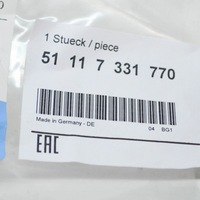 1 Stueck / piece
51 11 7 331 770
Made in Germany - DE
04 BG1
EAC